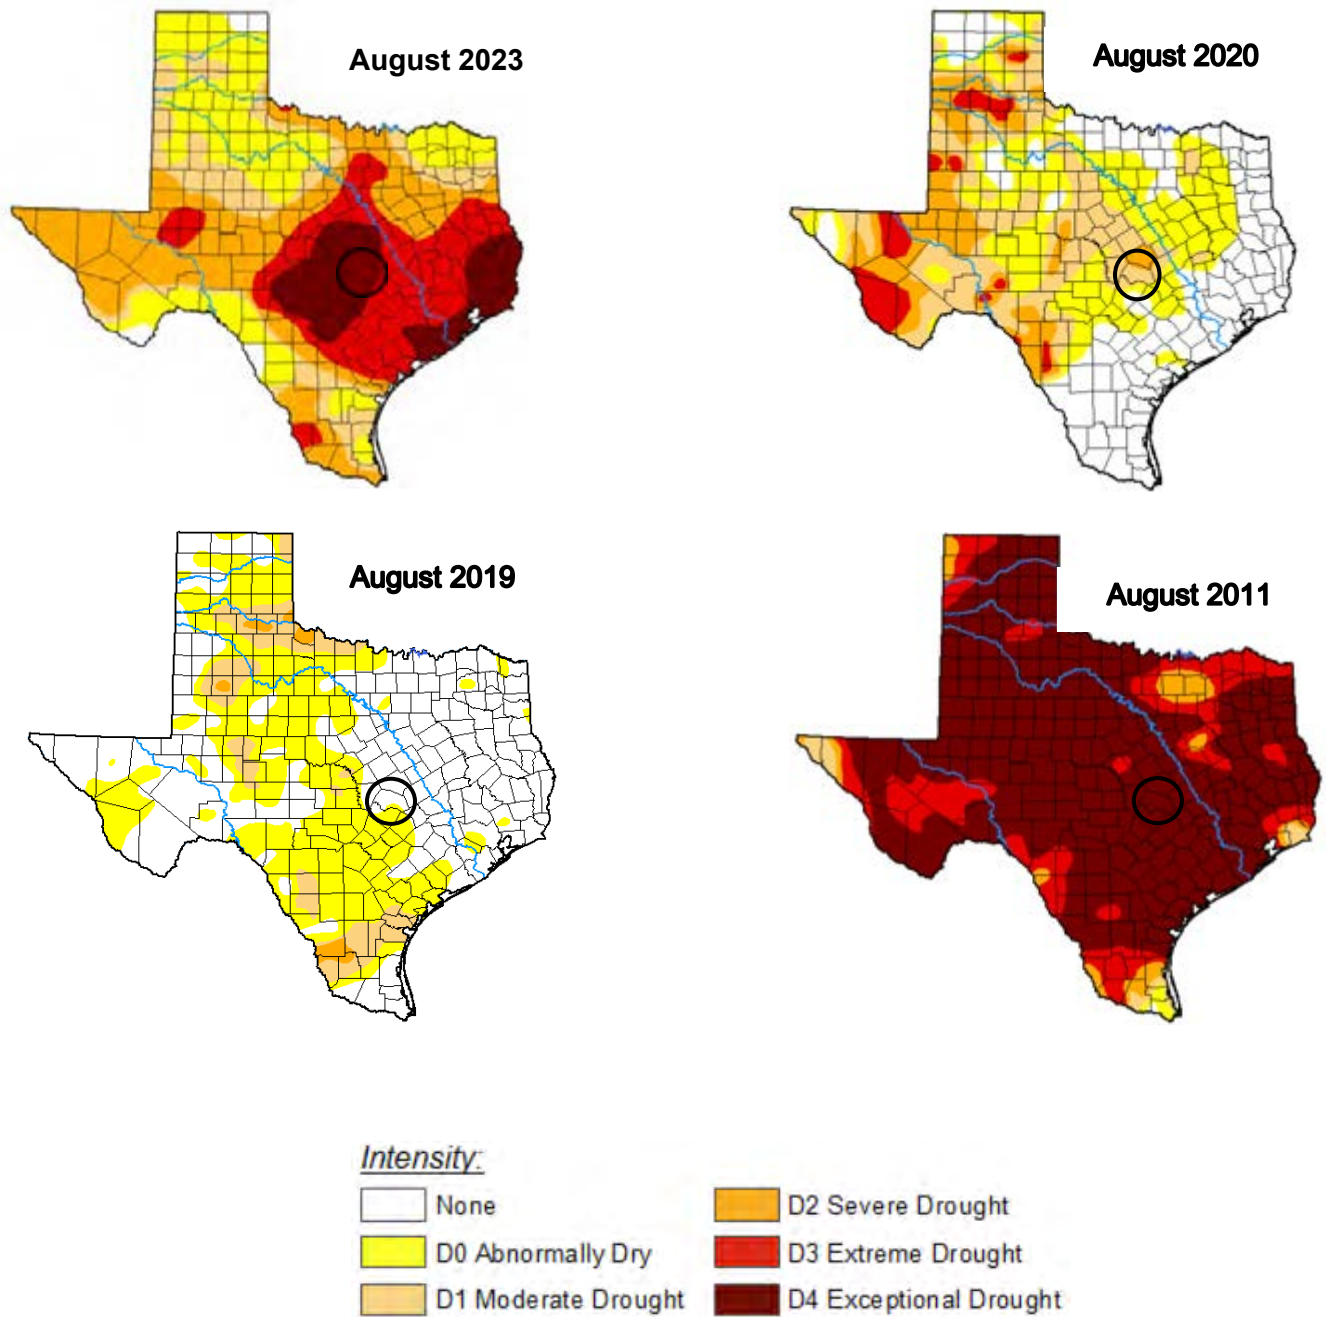 August 2023
August 2020
August 2019
August 2011
Intensity:
None
D0 Abnormally Dry
D1 Moderate Drought
D2 Severe Drought
D3 Extreme Drought
D4 Exceptional Drought